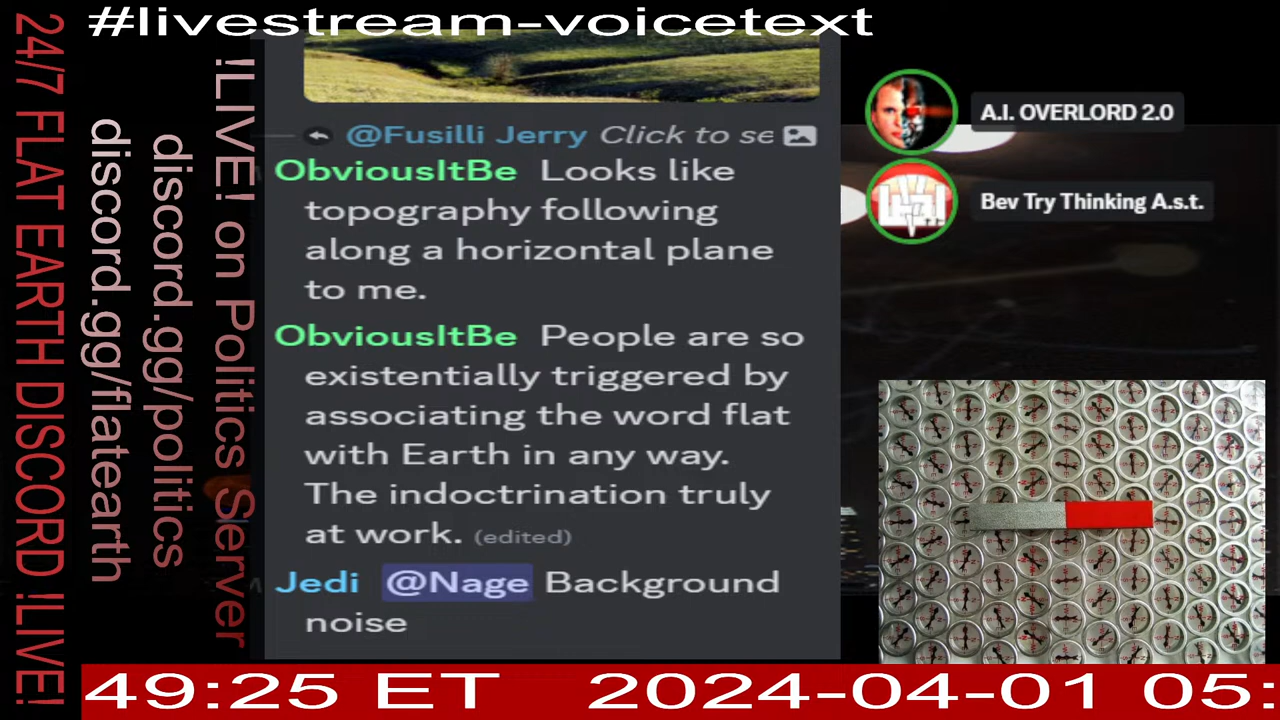 #livestream-voicetext
24/7 FLAT EARTH DISCORD !LIVE!
discord.gg/flatearth
discord.gg/politics
!LIVE! on Politics Server
@Fusilli Jerry Click to se
ObviousItBe Looks like
topography following
along a horizontal plane
to me.
ObviousItBe People are so
existentially triggered by
associating the word flat
with Earth in any way.
The indoctrination truly
at work. (edited)
Jedi @Nage Background
noise
A.I. OVERLORD 2.0
Bev Try Thinking A.s.t.
49:25 ET 2024-04-01 05: